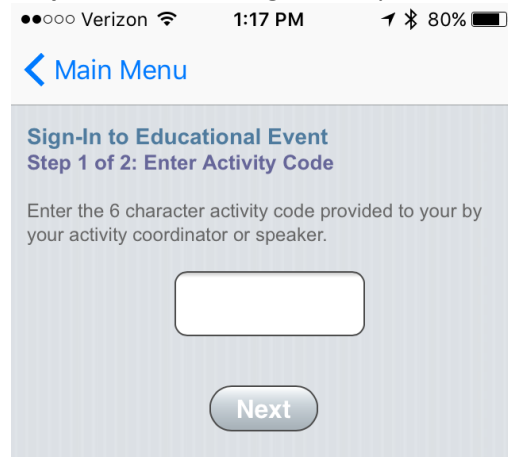 Verizon 1:17 PM 80%
Main Menu
Sign-In to Educational Event
Step 1 of 2: Enter Activity Code
Enter the 6 character activity code provided to your by
your activity coordinator or speaker.
Next